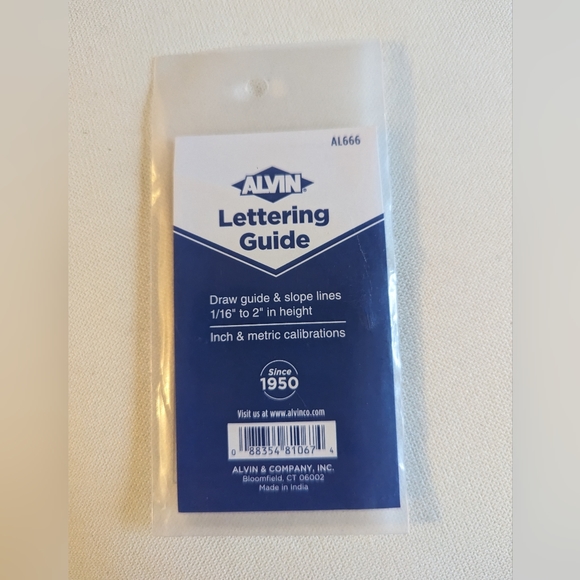 AL666
ALVIN®
Lettering
Guide
Draw guide & slope lines
1/16" to 2" in height
Inch & metric calibrations
Since
1950
Visit us at www.alvinco.com
0 88354 81067 4
ALVIN & COMPANY, INC.
Bloomfield, CT 06002
Made in India